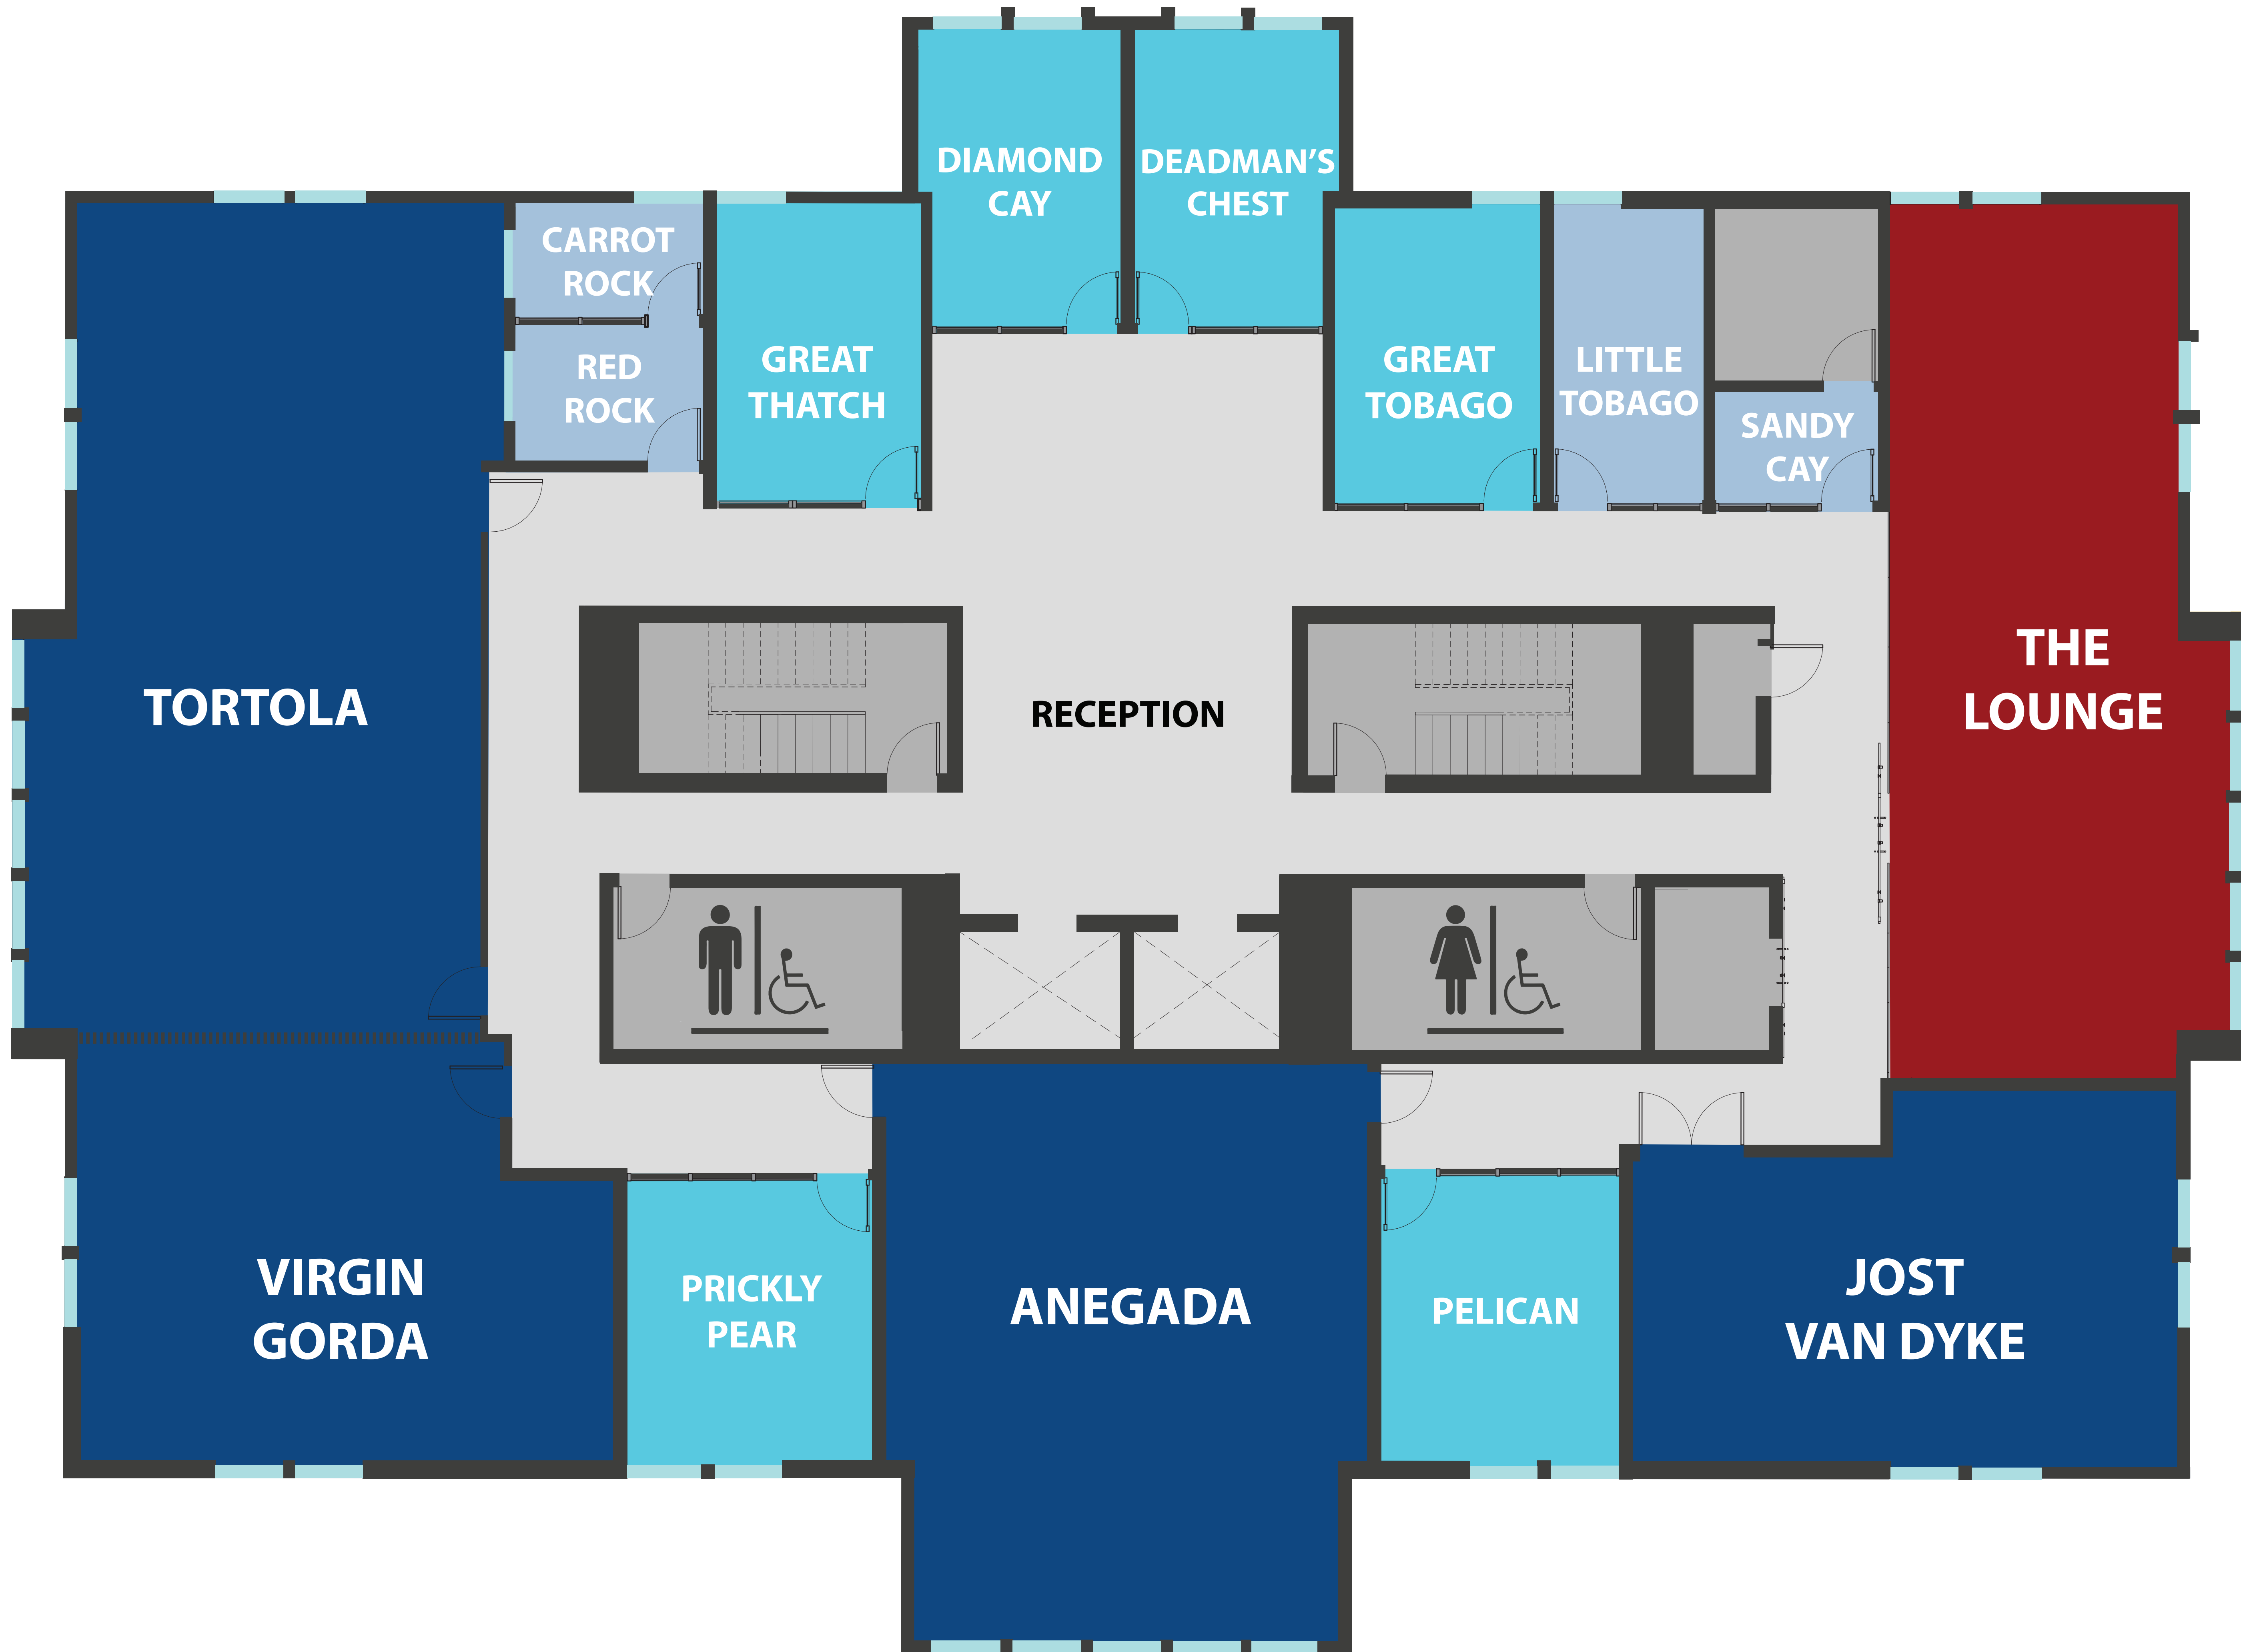 DIAMOND
CAY
DEADMAN'S
CHEST
CARROT
ROCK
RED
ROCK
GREAT
THATCH
GREAT
TOBAGO
LITTLE
TOBAGO
SANDY
CAY
TORTOLA
RECEPTION
THE
LOUNGE
VIRGIN
GORDA
PRICKLY
PEAR
ANEGADA
PELICAN
JOST
VAN DYKE